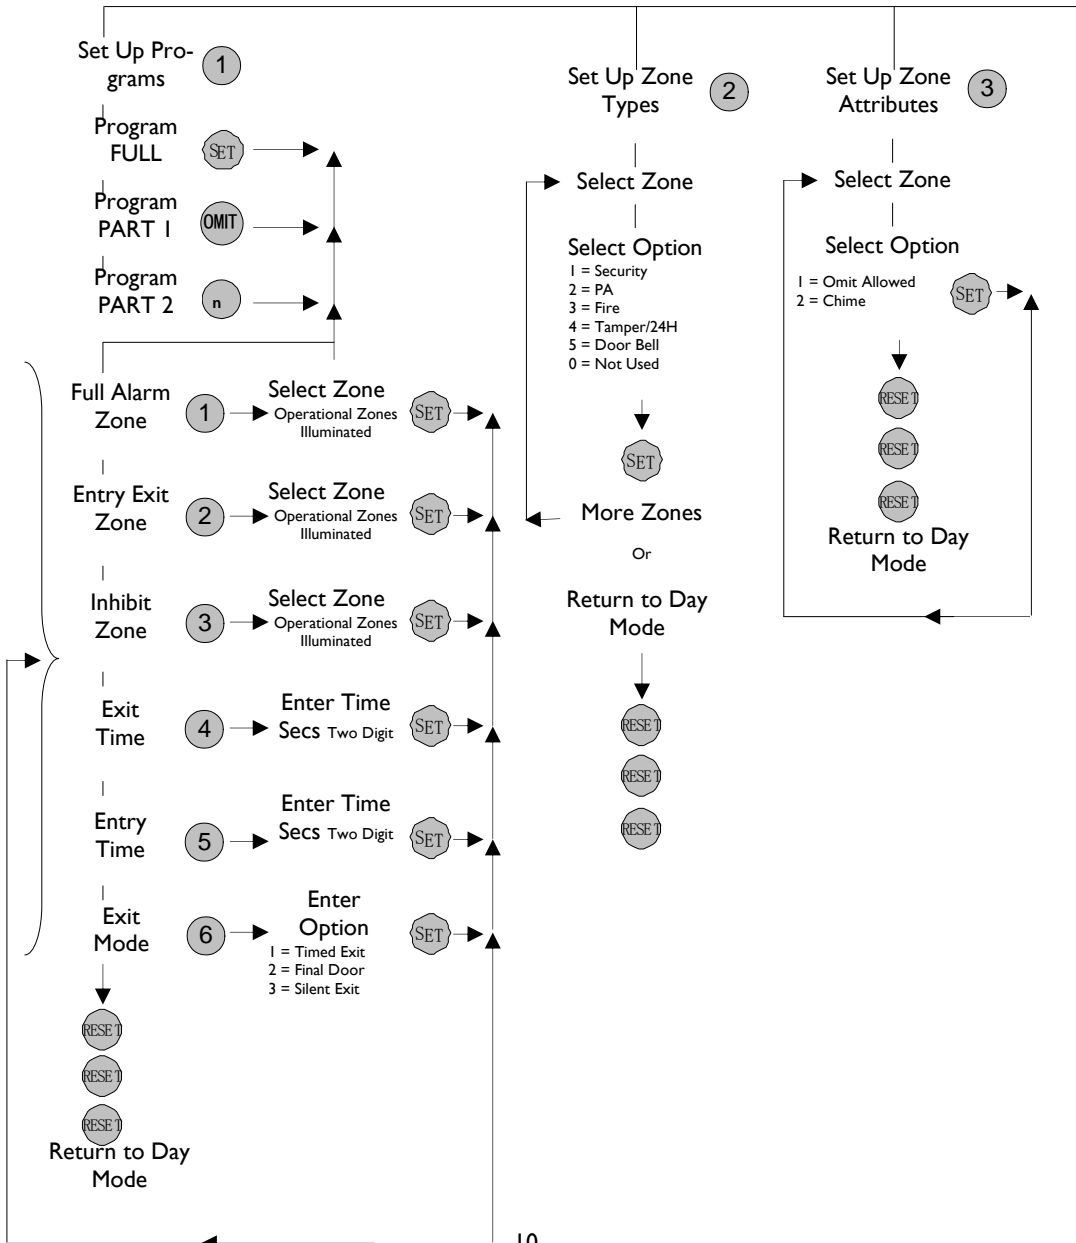 Set Up Pro-
grams
1
Program
FULL
SET
Program
PART 1
OMIT
Program
PART 2
n
Full Alarm
Zone
1
Select Zone
Operational Zones
Illuminated
SET
Entry Exit
Zone
2
Select Zone
Operational Zones
Illuminated
SET
Inhibit
Zone
3
Select Zone
Operational Zones
Illuminated
SET
Exit
Time
4
Enter Time
Secs Two Digit
SET
Entry
Time
5
Enter Time
Secs Two Digit
SET
Exit
Mode
6
Enter
Option
1 = Timed Exit
2 = Final Door
3 = Silent Exit
SET
RESET
RESET
RESET
Return to Day
Mode
Set Up Zone
Types
2
Select Zone
Select Option
1 = Security
2 = PA
3 = Fire
4 = Tamper/24H
5 = Door Bell
0 = Not Used
SET
More Zones
Or
Return to Day
Mode
RESET
RESET
RESET
Set Up Zone
Attributes
3
Select Zone
Select Option
1 = Omit Allowed
2 = Chime
SET
RESET
RESET
RESET
Return to Day
Mode
10